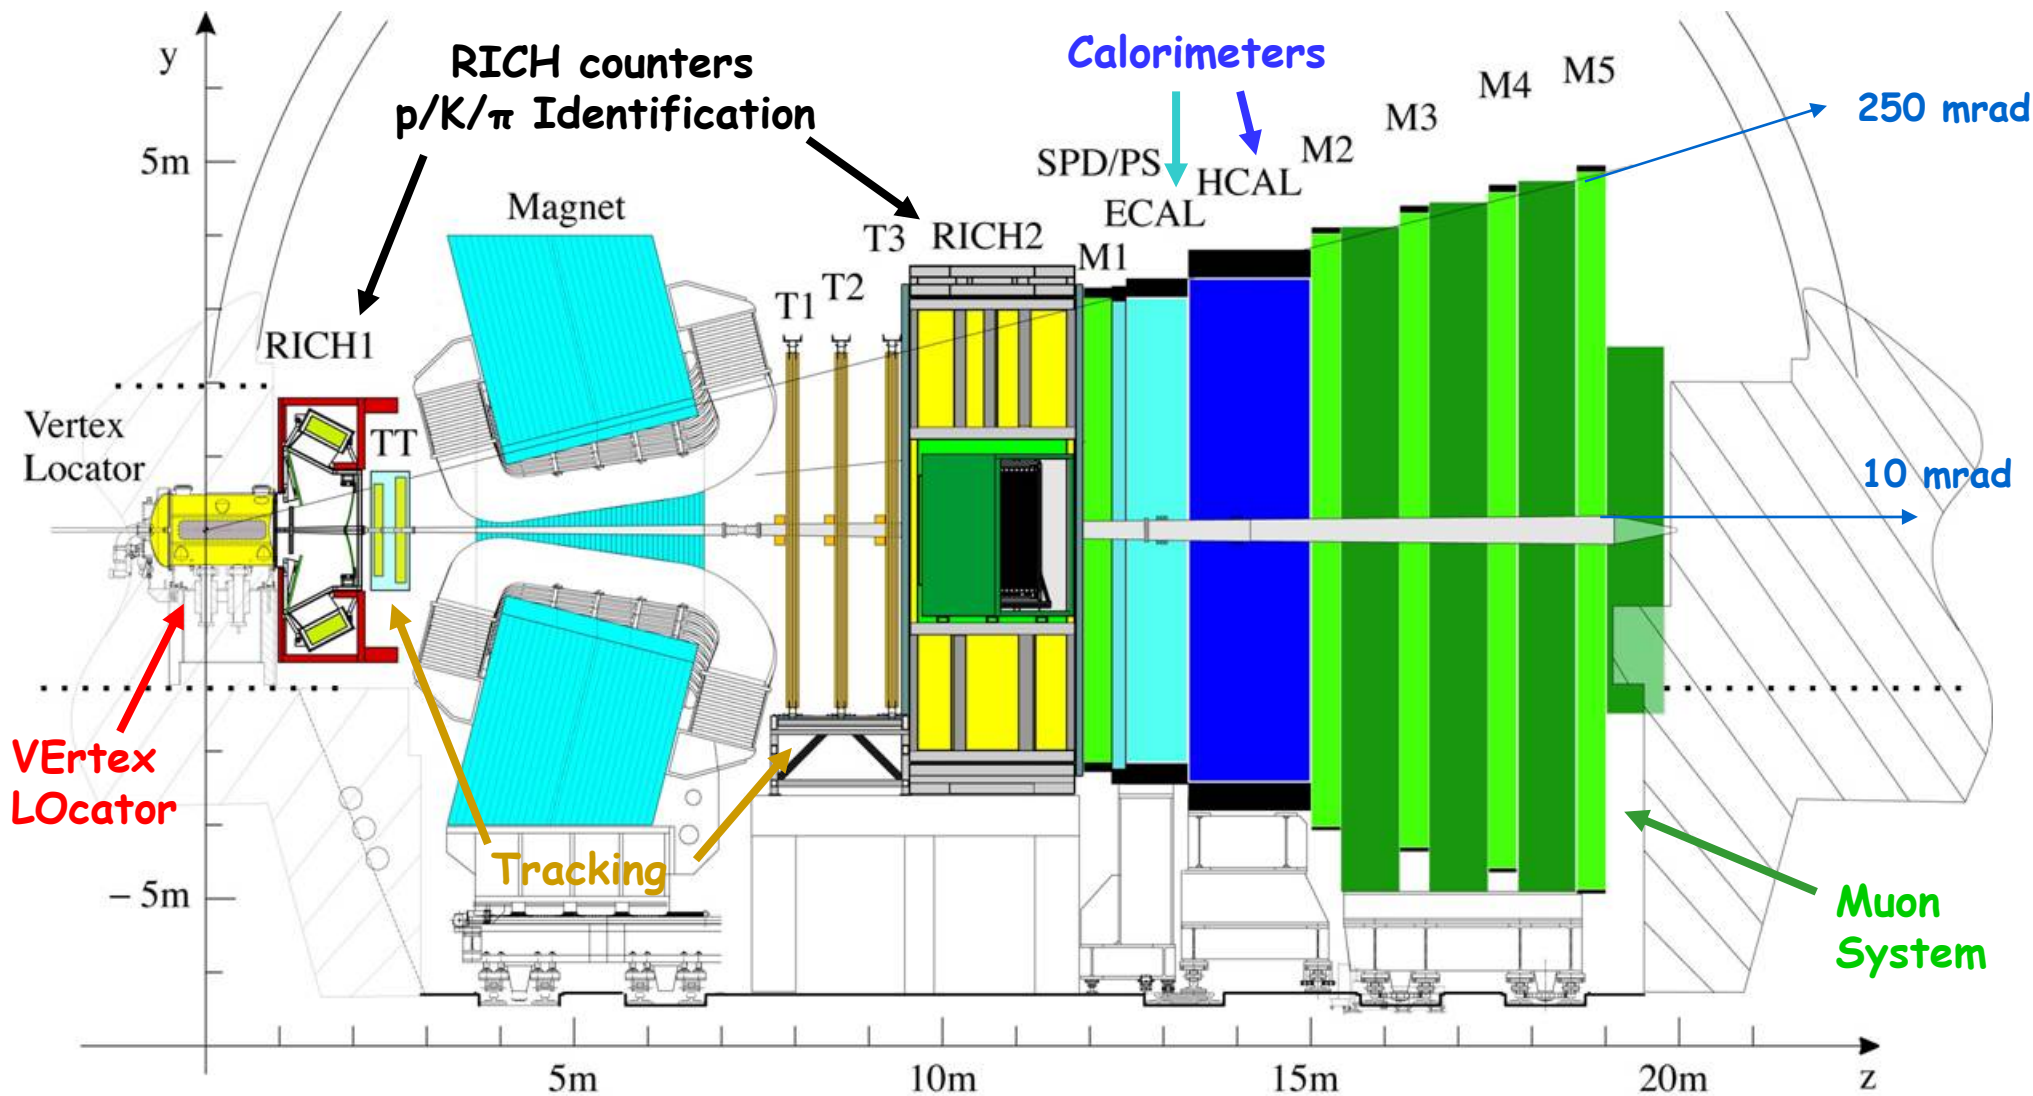 y
RICH counters
p/K/π Identification
Calorimeters
M5
M4
M3
M2
250 mrad
5m
SPD/PS
HCAL
ECAL
Magnet
T3
RICH2
M1
T2
T1
RICH1
Vertex
Locator
TT
10 mrad
VErtex
LOcator
Tracking
− 5m
Muon
System
5m
10m
15m
20m
z